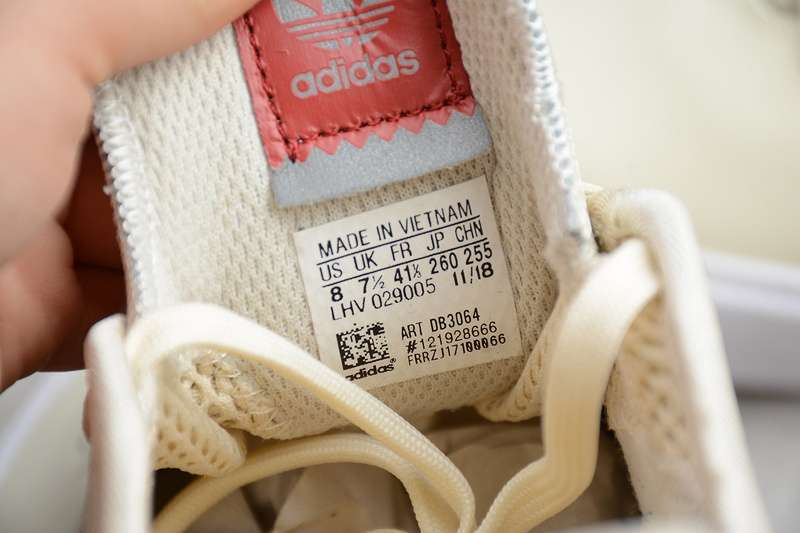 adidas
MADE IN VIETNAM
US UK FR JP CHN
8 7½ 41⅓ 260 255
LHV 029005 11/18
ART DB3064
#121928666
FRRZJ17100066
adidas®